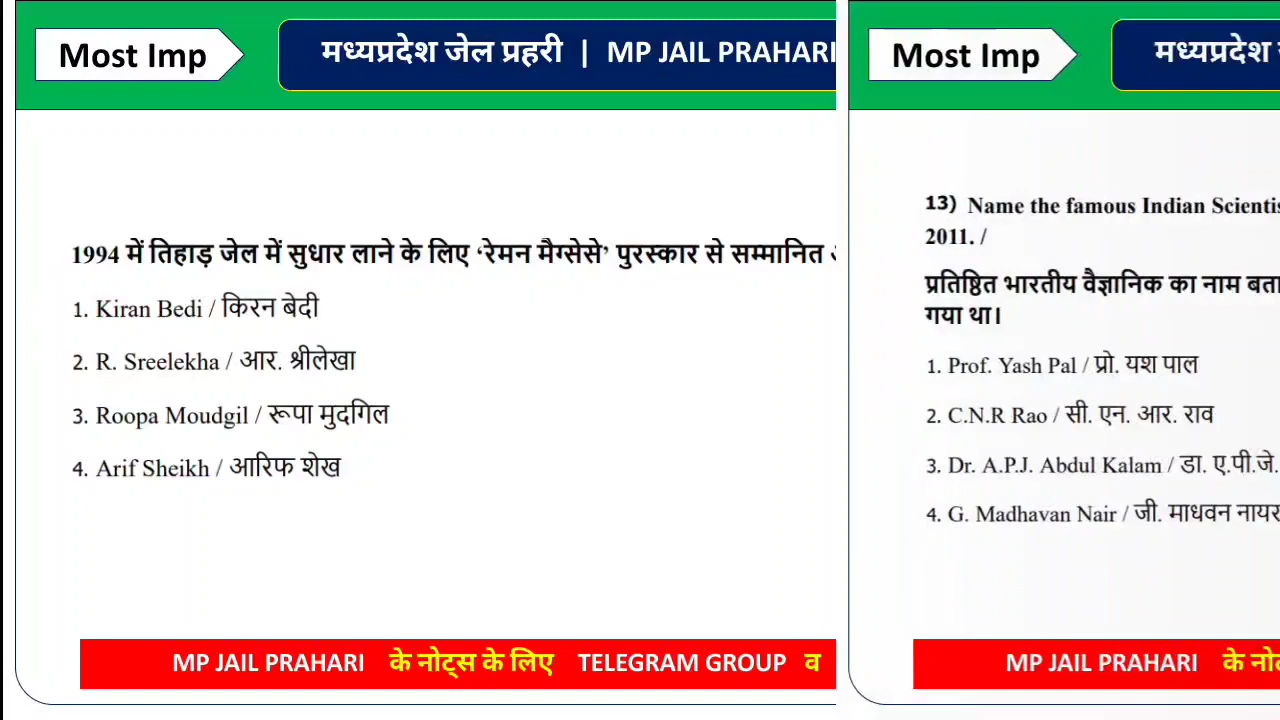 Most Imp
मध्यप्रदेश जेल प्रहरी | MP JAIL PRAHARI
1994 में तिहाड़ जेल में सुधार लाने के लिए ‘रेमन मैग्सेसे’ पुरस्कार से सम्मानित
1. Kiran Bedi / किरन बेदी
2. R. Sreelekha / आर. श्रीलेखा
3. Roopa Moudgil / रूपा मुदगिल
4. Arif Sheikh / आरिफ शेख
MP JAIL PRAHARI के नोट्स के लिए TELEGRAM GROUP व
Most Imp
मध्यप्रदेश
13) Name the famous Indian
2011. /
प्रतिष्ठित भारतीय वैज्ञानिक का नाम
गया था।
1. Prof. Yash Pal / प्रो. यश पाल
2. C.N.R Rao / सी. एन. आर. राव
3. Dr. A.P.J. Abdul Kalam / डा. ए.पी.जे.
4. G. Madhavan Nair / जी. माधवन नायर
MP JAIL PRAHARI के